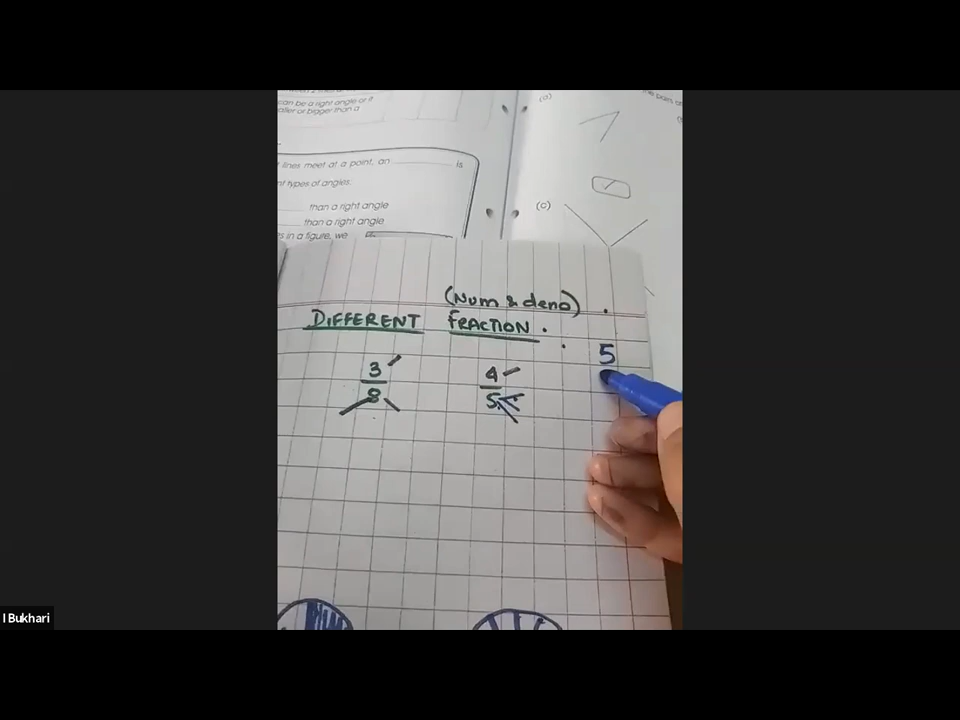 can be a right angle or it
aller or bigger than a
(a)
lines meet at a point, an ________ is
nt types of angles.
than a right angle
than a right angle
s in a figure, we
(c)
(Num & deno) .
DIFFERENT FRACTION .
3
8
4
5
5
I Bukhari